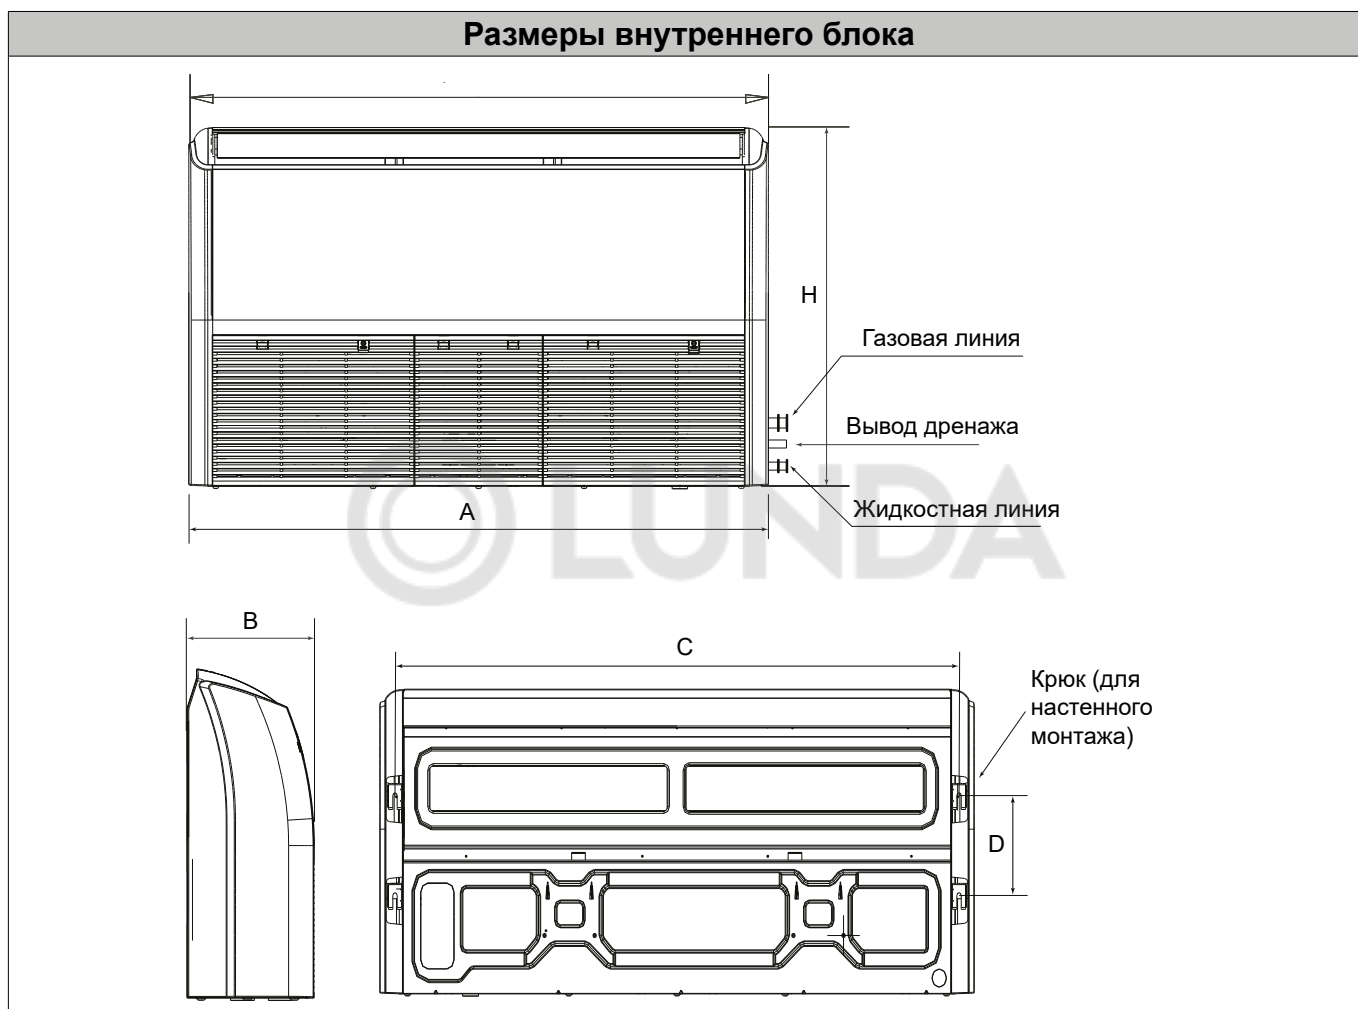 Размеры внутреннего блока
H
Газовая линия
Вывод дренажа
Жидкостная линия
A
LUNDA
B
C
Крюк (для
настенного
монтажа)
D